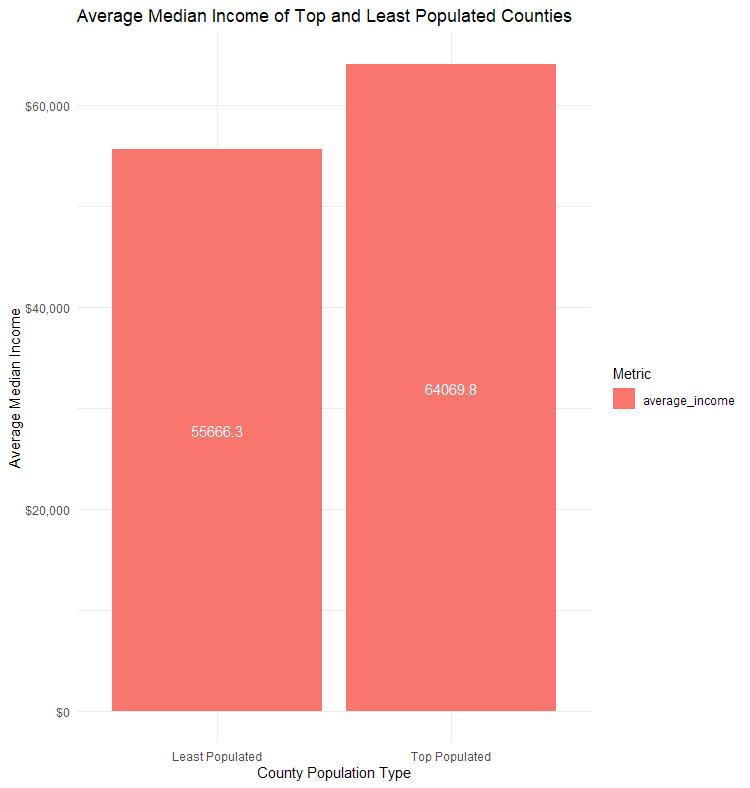 Average Median Income of Top and Least Populated Counties
Average Median Income
$60,000
$40,000
$20,000
$0
55666.3
64069.8
Least Populated
Top Populated
County Population Type
Metric
average_income